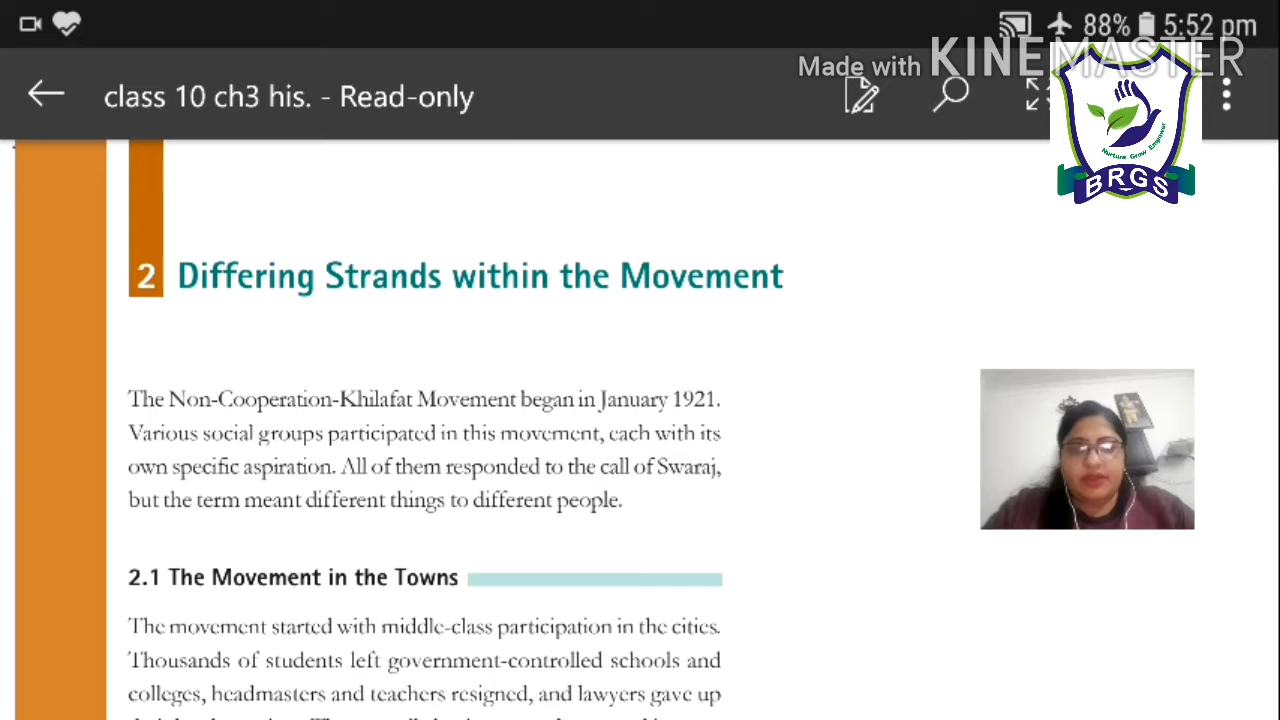 88% 5:52 pm
Made with KINEMASTER
class 10 ch3 his. - Read-only
Nurture Grow Empower
BRGS
2 Differing Strands within the Movement
The Non-Cooperation-Khilafat Movement began in January 1921.
Various social groups participated in this movement, each with its
own specific aspiration. All of them responded to the call of Swaraj,
but the term meant different things to different people.
2.1 The Movement in the Towns
The movement started with middle-class participation in the cities.
Thousands of students left government-controlled schools and
colleges, headmasters and teachers resigned, and lawyers gave up